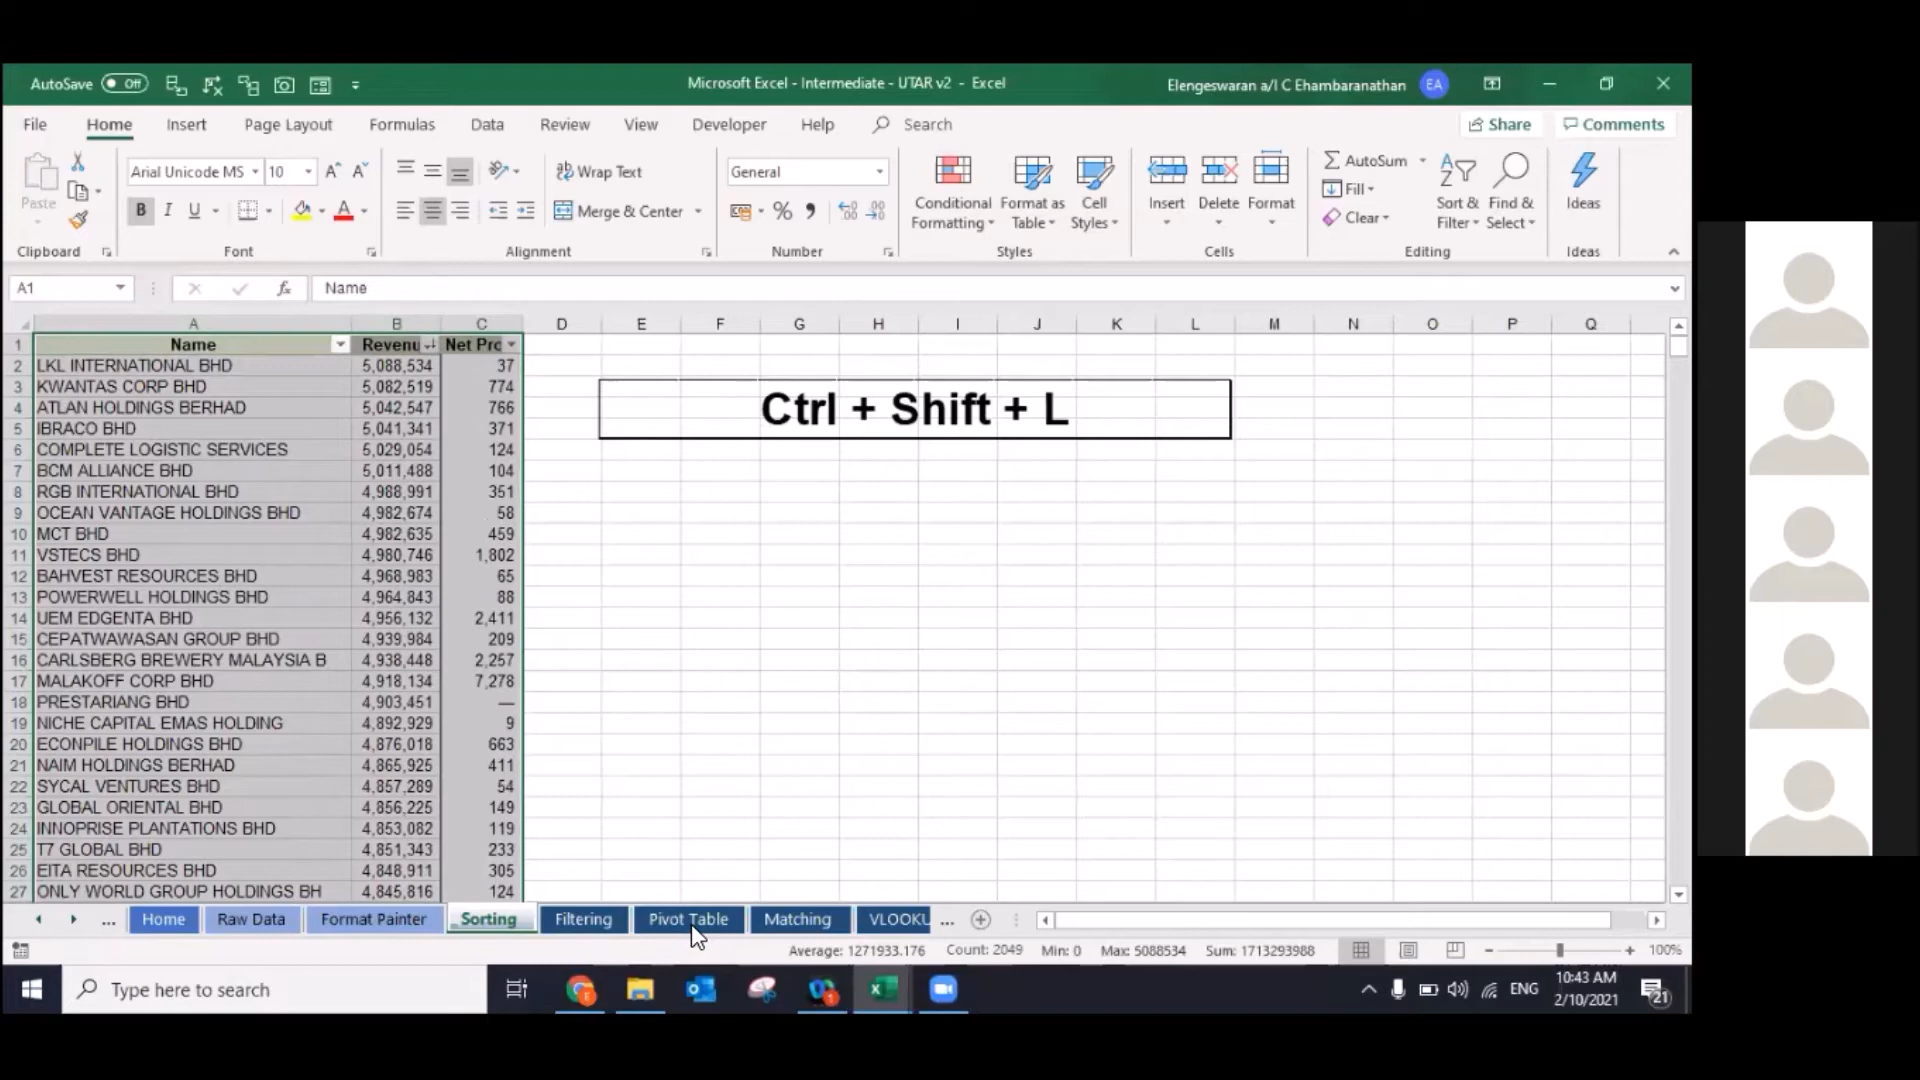 AutoSave Off
Microsoft Excel - Intermediate - UTAR v2 - Excel
Elengeswaran a/l C Ehambaranathan EA
File Home Insert Page Layout Formulas Data Review View Developer Help Search Share Comments
Paste
Clipboard
Arial Unicode MS 10
B I U
Font
Wrap Text
Merge & Center
Alignment
General
Number
Conditional Formatting
Format as Table
Cell Styles
Styles
Insert Delete Format
Cells
AutoSum
Fill
Clear
Sort & Filter
Find & Select
Editing
Ideas
Ideas
A1 fx Name
A B C D E F G H I J K L M N O P Q
1 Name Revenu Net Pro
2 LKL INTERNATIONAL BHD 5,088,534 37
3 KWANTAS CORP BHD 5,082,519 774
4 ATLAN HOLDINGS BERHAD 5,042,547 766
5 IBRACO BHD 5,041,341 371
6 COMPLETE LOGISTIC SERVICES 5,029,054 124
7 BCM ALLIANCE BHD 5,011,488 104
8 RGB INTERNATIONAL BHD 4,988,991 351
9 OCEAN VANTAGE HOLDINGS BHD 4,982,674 58
10 MCT BHD 4,982,635 459
11 VSTECS BHD 4,980,746 1,802
12 BAHVEST RESOURCES BHD 4,968,983 65
13 POWERWELL HOLDINGS BHD 4,964,843 88
14 UEM EDGENTA BHD 4,956,132 2,411
15 CEPATWAWASAN GROUP BHD 4,939,984 209
16 CARLSBERG BREWERY MALAYSIA B 4,938,448 2,257
17 MALAKOFF CORP BHD 4,918,134 7,278
18 PRESTARIANG BHD 4,903,451 —
19 NICHE CAPITAL EMAS HOLDING 4,892,929 9
20 ECONPILE HOLDINGS BHD 4,876,018 663
21 NAIM HOLDINGS BERHAD 4,865,925 411
22 SYCAL VENTURES BHD 4,857,289 54
23 GLOBAL ORIENTAL BHD 4,856,225 149
24 INNOPRISE PLANTATIONS BHD 4,853,082 119
25 T7 GLOBAL BHD 4,851,343 233
26 EITA RESOURCES BHD 4,848,911 305
27 ONLY WORLD GROUP HOLDINGS BH 4,845,816 124
Ctrl + Shift + L
... Home Raw Data Format Painter Sorting Filtering Pivot Table Matching VLOOKU ...
Average: 1271933.176 Count: 2049 Min: 0 Max: 5088534 Sum: 1713293988 100%
Type here to search
ENG
10:43 AM
2/10/2021
21